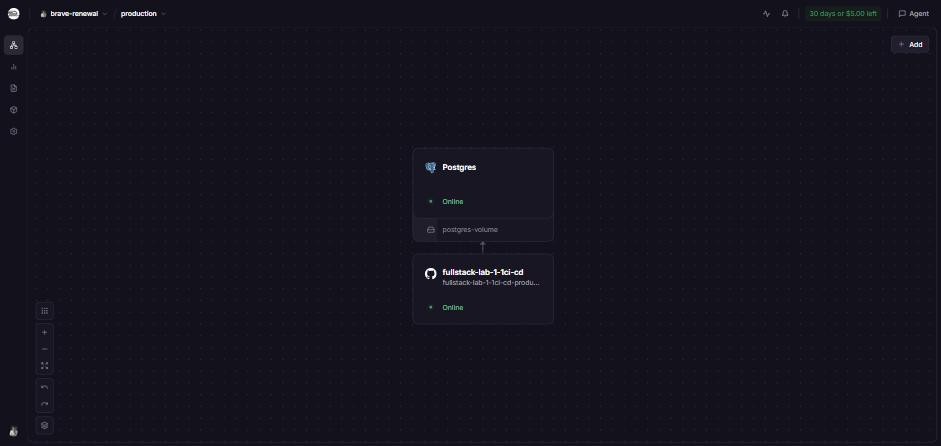 brave-renewal
production
30 days or $5.00 left
Agent
+ Add
Postgres
Online
postgres-volume
fullstack-lab-1-1ci-cd
fullstack-lab-1-1ci-cd-produ...
Online